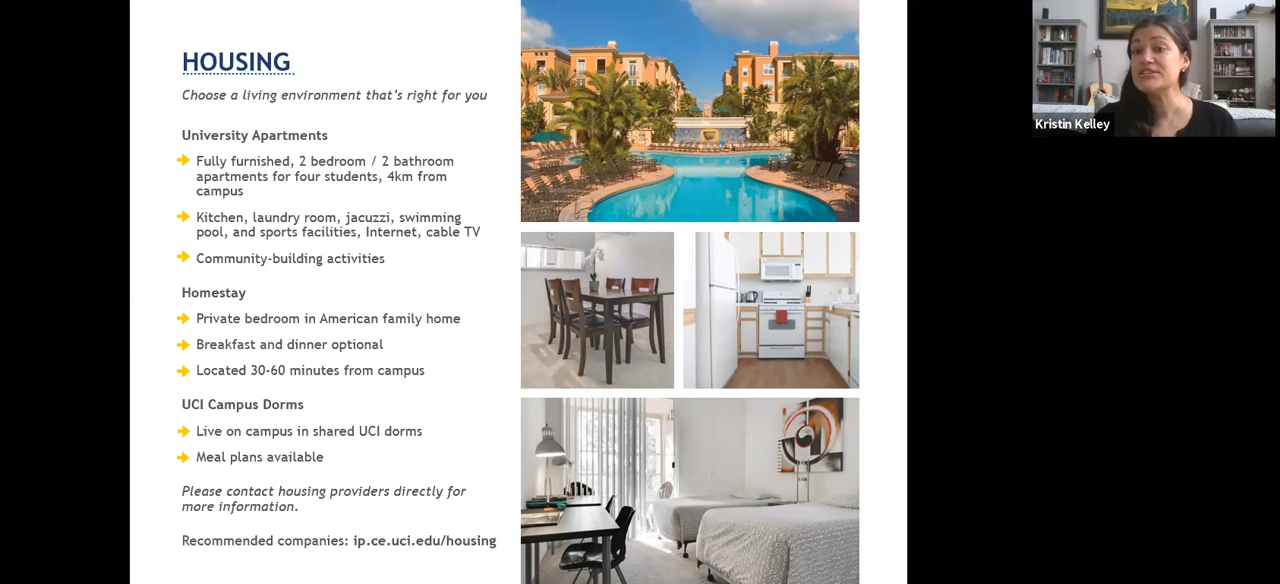 HOUSING
Choose a living environment that's right for you
University Apartments
Fully furnished, 2 bedroom / 2 bathroom
apartments for four students, 4km from
campus
Kitchen, laundry room, jacuzzi, swimming
pool, and sports facilities, Internet, cable TV
Community-building activities
Homestay
Private bedroom in American family home
Breakfast and dinner optional
Located 30-60 minutes from campus
UCI Campus Dorms
Live on campus in shared UCI dorms
Meal plans available
Please contact housing providers directly for
more information.
Recommended companies: ip.ce.uci.edu/housing
Kristin Kelley